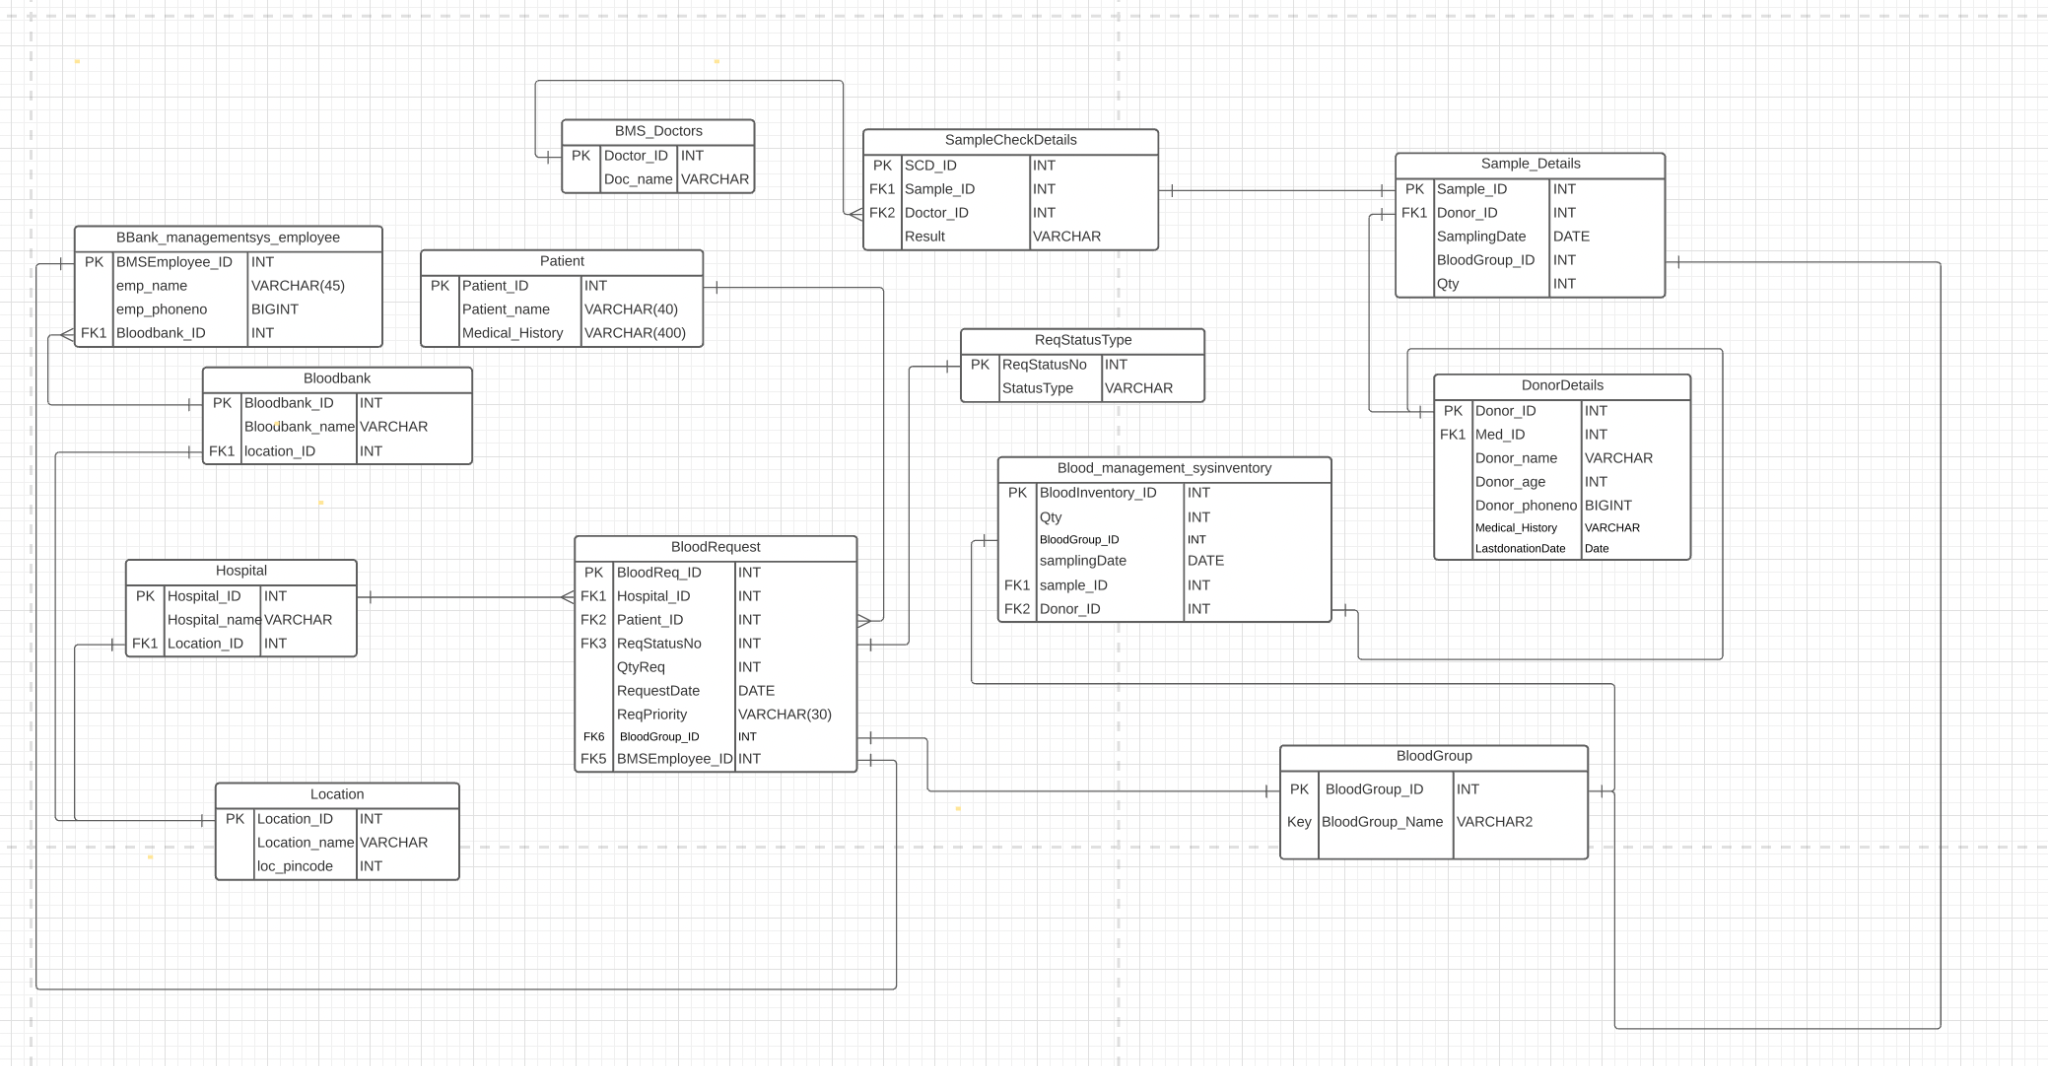 BMS_Doctors
PK Doctor_ID INT
Doc_name VARCHAR
SampleCheckDetails
PK SCD_ID INT
FK1 Sample_ID INT
FK2 Doctor_ID INT
Result VARCHAR
Sample_Details
PK Sample_ID INT
FK1 Donor_ID INT
SamplingDate DATE
BloodGroup_ID INT
Qty INT
BBank_managementsys_employee
PK BMSEmployee_ID INT
emp_name VARCHAR(45)
emp_phoneno BIGINT
FK1 Bloodbank_ID INT
Patient
PK Patient_ID INT
Patient_name VARCHAR(40)
Medical_History VARCHAR(400)
ReqStatusType
PK ReqStatusNo INT
StatusType VARCHAR
Bloodbank
PK Bloodbank_ID INT
Bloodbank_name VARCHAR
FK1 location_ID INT
DonorDetails
PK Donor_ID INT
FK1 Med_ID INT
Donor_name VARCHAR
Donor_age INT
Donor_phoneno BIGINT
Medical_History VARCHAR
LastdonationDate Date
Blood_management_sysinventory
PK BloodInventory_ID INT
Qty INT
BloodGroup_ID INT
samplingDate DATE
FK1 sample_ID INT
FK2 Donor_ID INT
Hospital
PK Hospital_ID INT
Hospital_name VARCHAR
FK1 Location_ID INT
BloodRequest
PK BloodReq_ID INT
FK1 Hospital_ID INT
FK2 Patient_ID INT
FK3 ReqStatusNo INT
QtyReq INT
RequestDate DATE
ReqPriority VARCHAR(30)
FK6 BloodGroup_ID INT
FK5 BMSEmployee_ID INT
BloodGroup
PK BloodGroup_ID INT
Key BloodGroup_Name VARCHAR2
Location
PK Location_ID INT
Location_name VARCHAR
loc_pincode INT